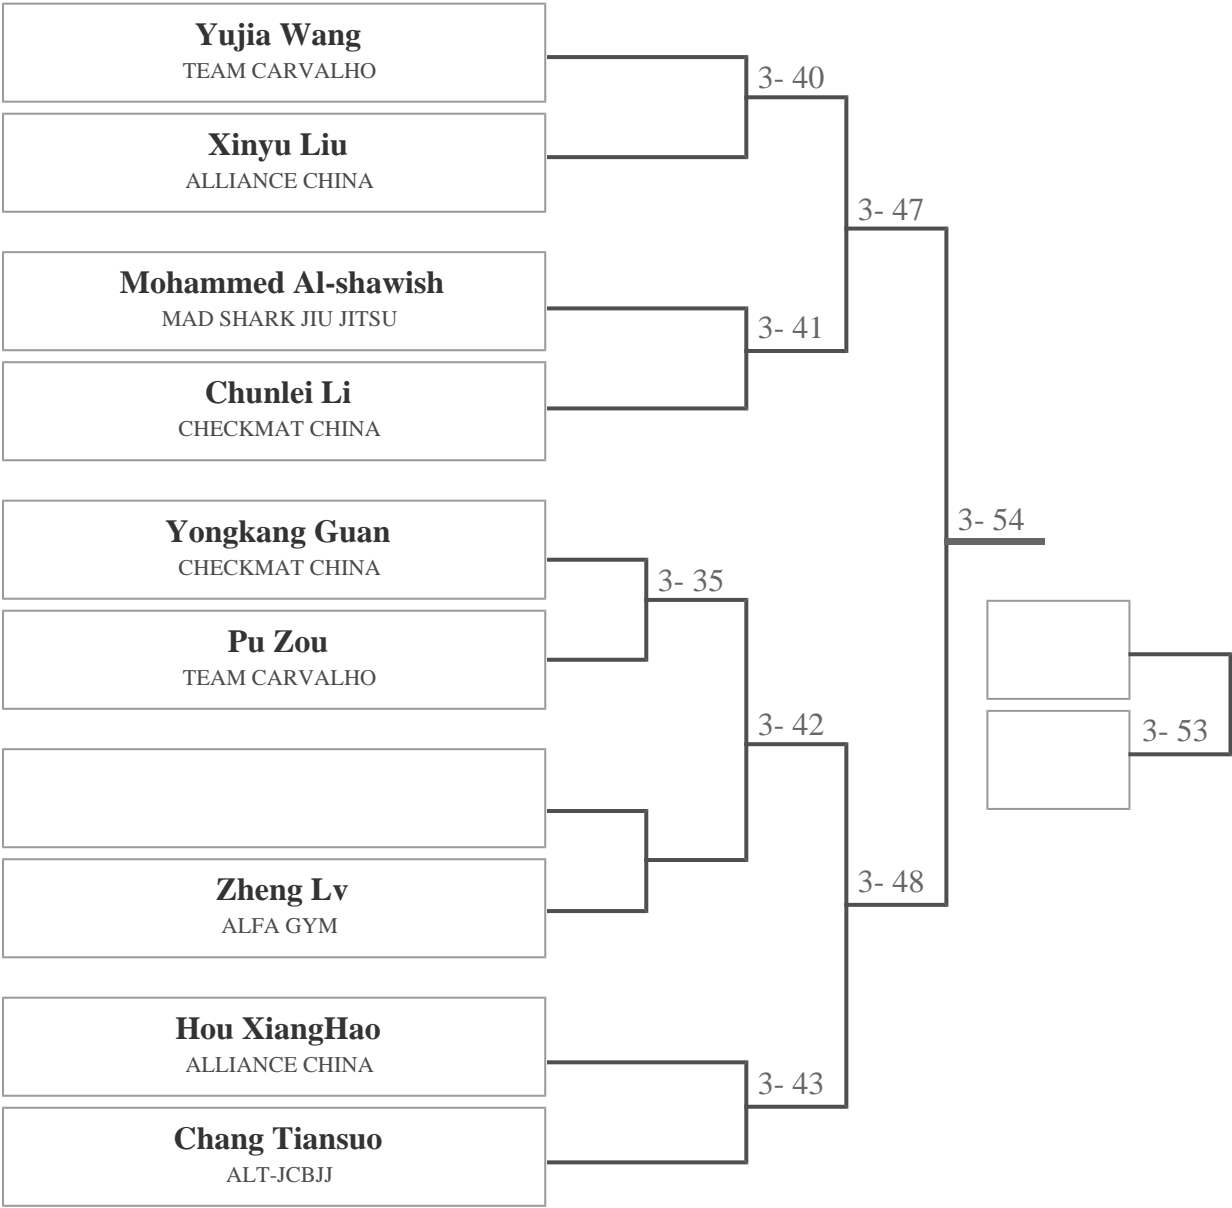 Yujia Wang
TEAM CARVALHO
3- 40
Xinyu Liu
ALLIANCE CHINA
3- 47
Mohammed Al-shawish
MAD SHARK JIU JITSU
3- 41
Chunlei Li
CHECKMAT CHINA
Yongkang Guan
CHECKMAT CHINA
3- 54
3- 35
Pu Zou
TEAM CARVALHO
3- 42
3- 53
Zheng Lv
ALFA GYM
3- 48
Hou XiangHao
ALLIANCE CHINA
3- 43
Chang Tiansuo
ALT-JCBJJ